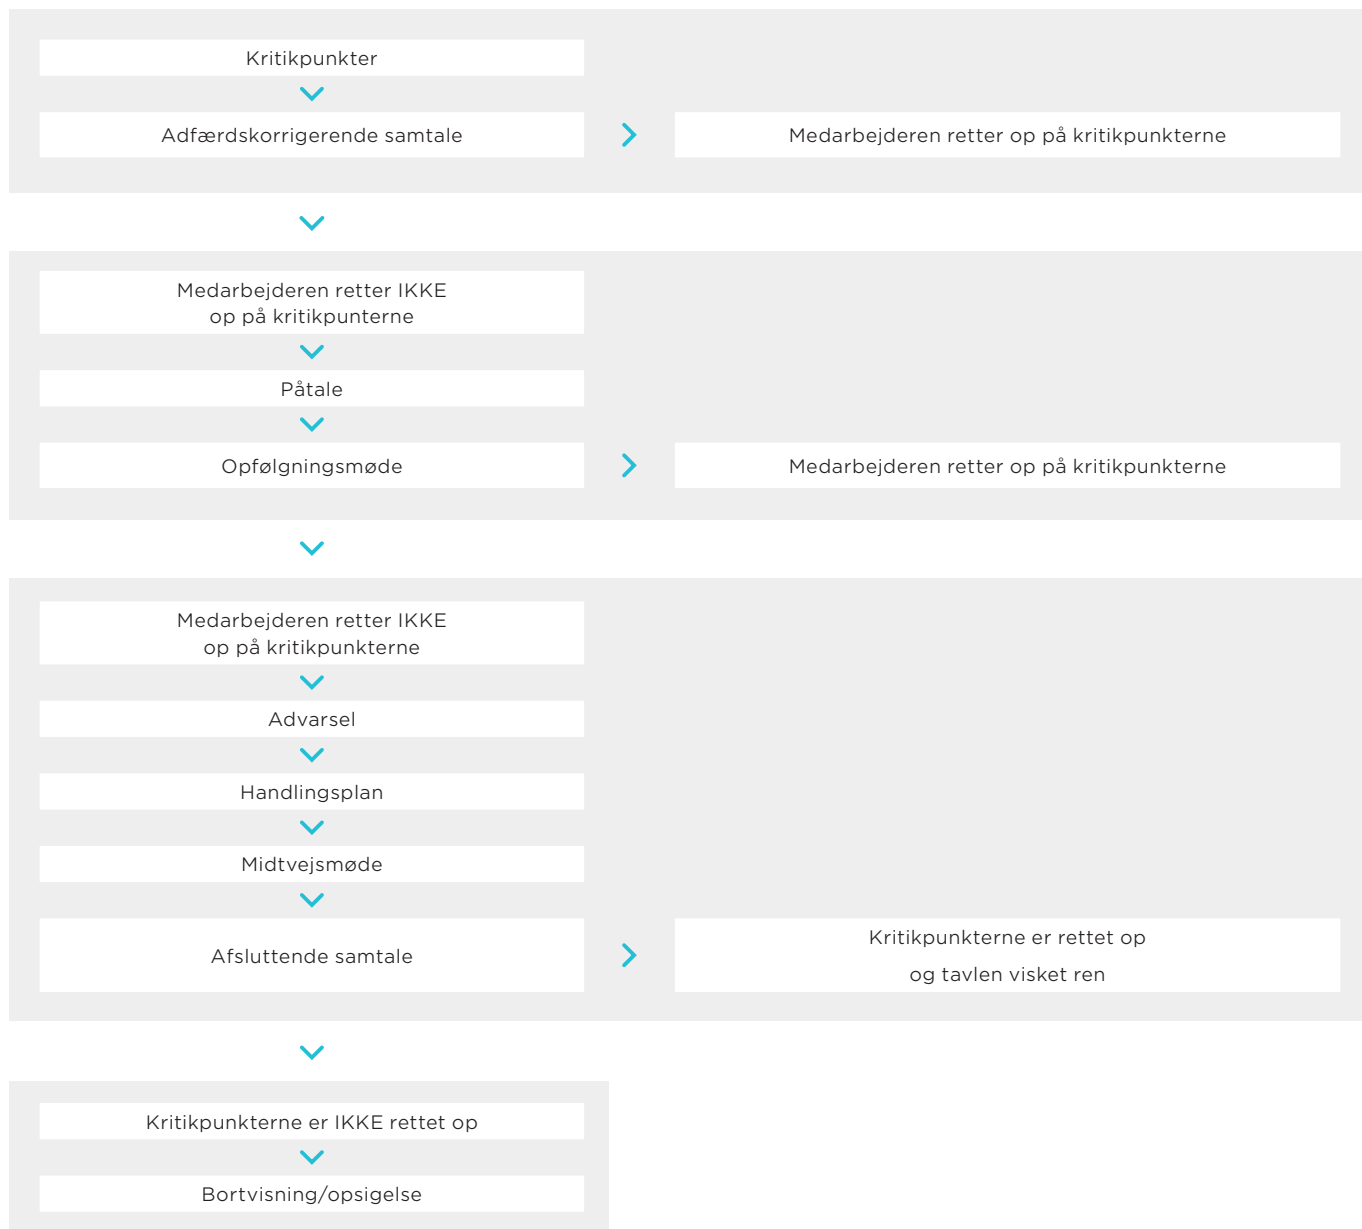 Kritikpunkter
Adfærdskorrigerende samtale
Medarbejderen retter op på kritikpunkterne
Medarbejderen retter IKKE
op på kritikpunterne
Påtale
Opfølgningsmøde
Medarbejderen retter op på kritikpunkterne
Medarbejderen retter IKKE
op på kritikpunkterne
Advarsel
Handlingsplan
Midtvejsmøde
Afsluttende samtale
Kritikpunkterne er rettet op
og tavlen visket ren
Kritikpunkterne er IKKE rettet op
Bortvisning/opsigelse